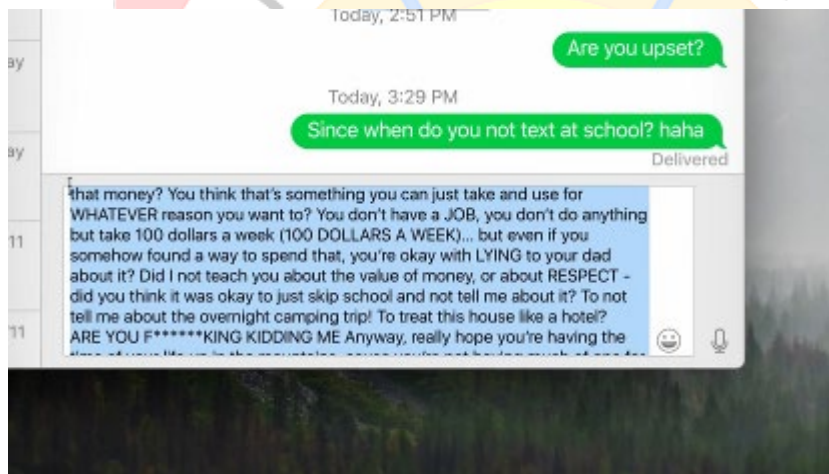 Today, 2:51 PM
Are you upset?
Today, 3:29 PM
Since when do you not text at school? haha
Delivered
ay
ay
11
11
that money? You think that's something you can just take and use for
WHATEVER reason you want to? You don't have a JOB, you don't do anything
but take 100 dollars a week (100 DOLLARS A WEEK)... but even if you
somehow found a way to spend that, you're okay with LYING to your dad
about it? Did I not teach you about the value of money, or about RESPECT -
did you think it was okay to just skip school and not tell me about it? To not
tell me about the overnight camping trip! To treat this house like a hotel?
ARE YOU F******KING KIDDING ME Anyway, really hope you're having the